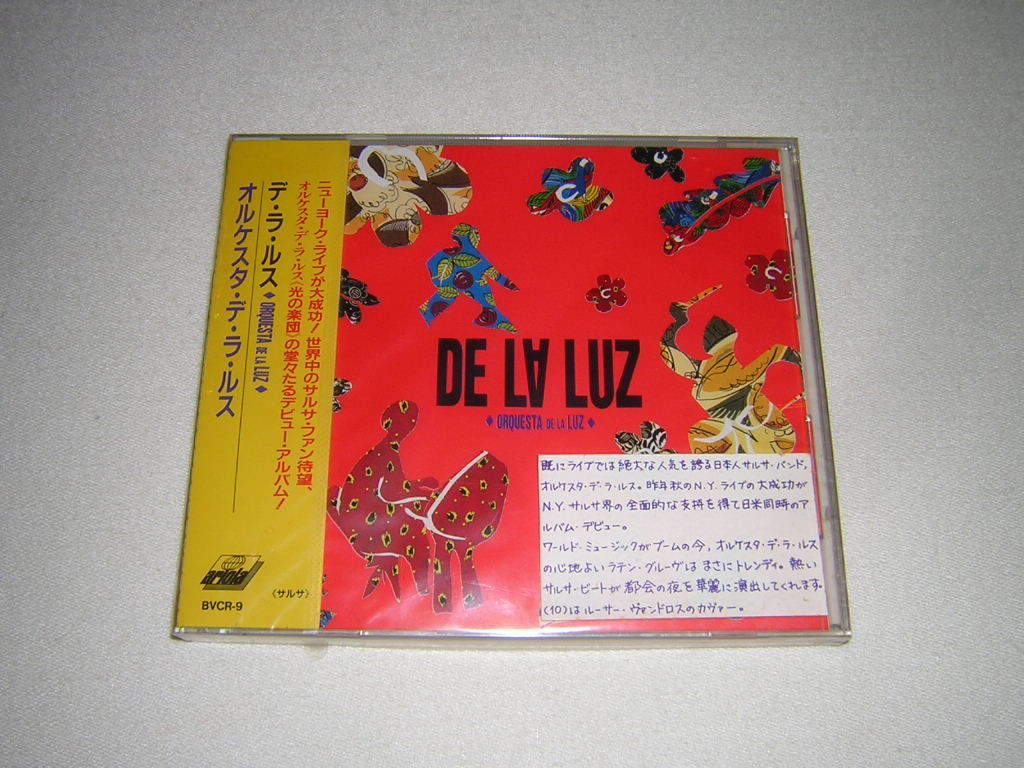 ニューヨーク・ライブが大成功！世界中のサルサ・ファン待望、
オルケスタ・デ・ラ・ルス〈光の楽団〉の堂々たるデビュー・アルバム！
デ・ラ・ルス ◆ ORQUESTA DE LA LUZ ◆
オルケスタ・デ・ラ・ルス
ariola
BVCR-9
〈サルサ〉
DE LA LUZ
◆ ORQUESTA DE LA LUZ ◆
既にライブでは絶大な人気を誇る日本人サルサ・バンド,
オルケスタ・デ・ラ・ルス。昨年秋のN.Y.ライブの大成功が
N.Y.サルサ界の全面的な支持を得て日米同時のア
ルバム・デビュー。
ワールド・ミュージックがブームの今,オルケスタ・デ・ラ・ルス
の心地よいラテン・グルーヴはまさにトレンディ。熱い
サルサ・ビートが都会の夜を華麗に演出してくれます。
(10)はルーサー・ヴァンドロスのカヴァー。